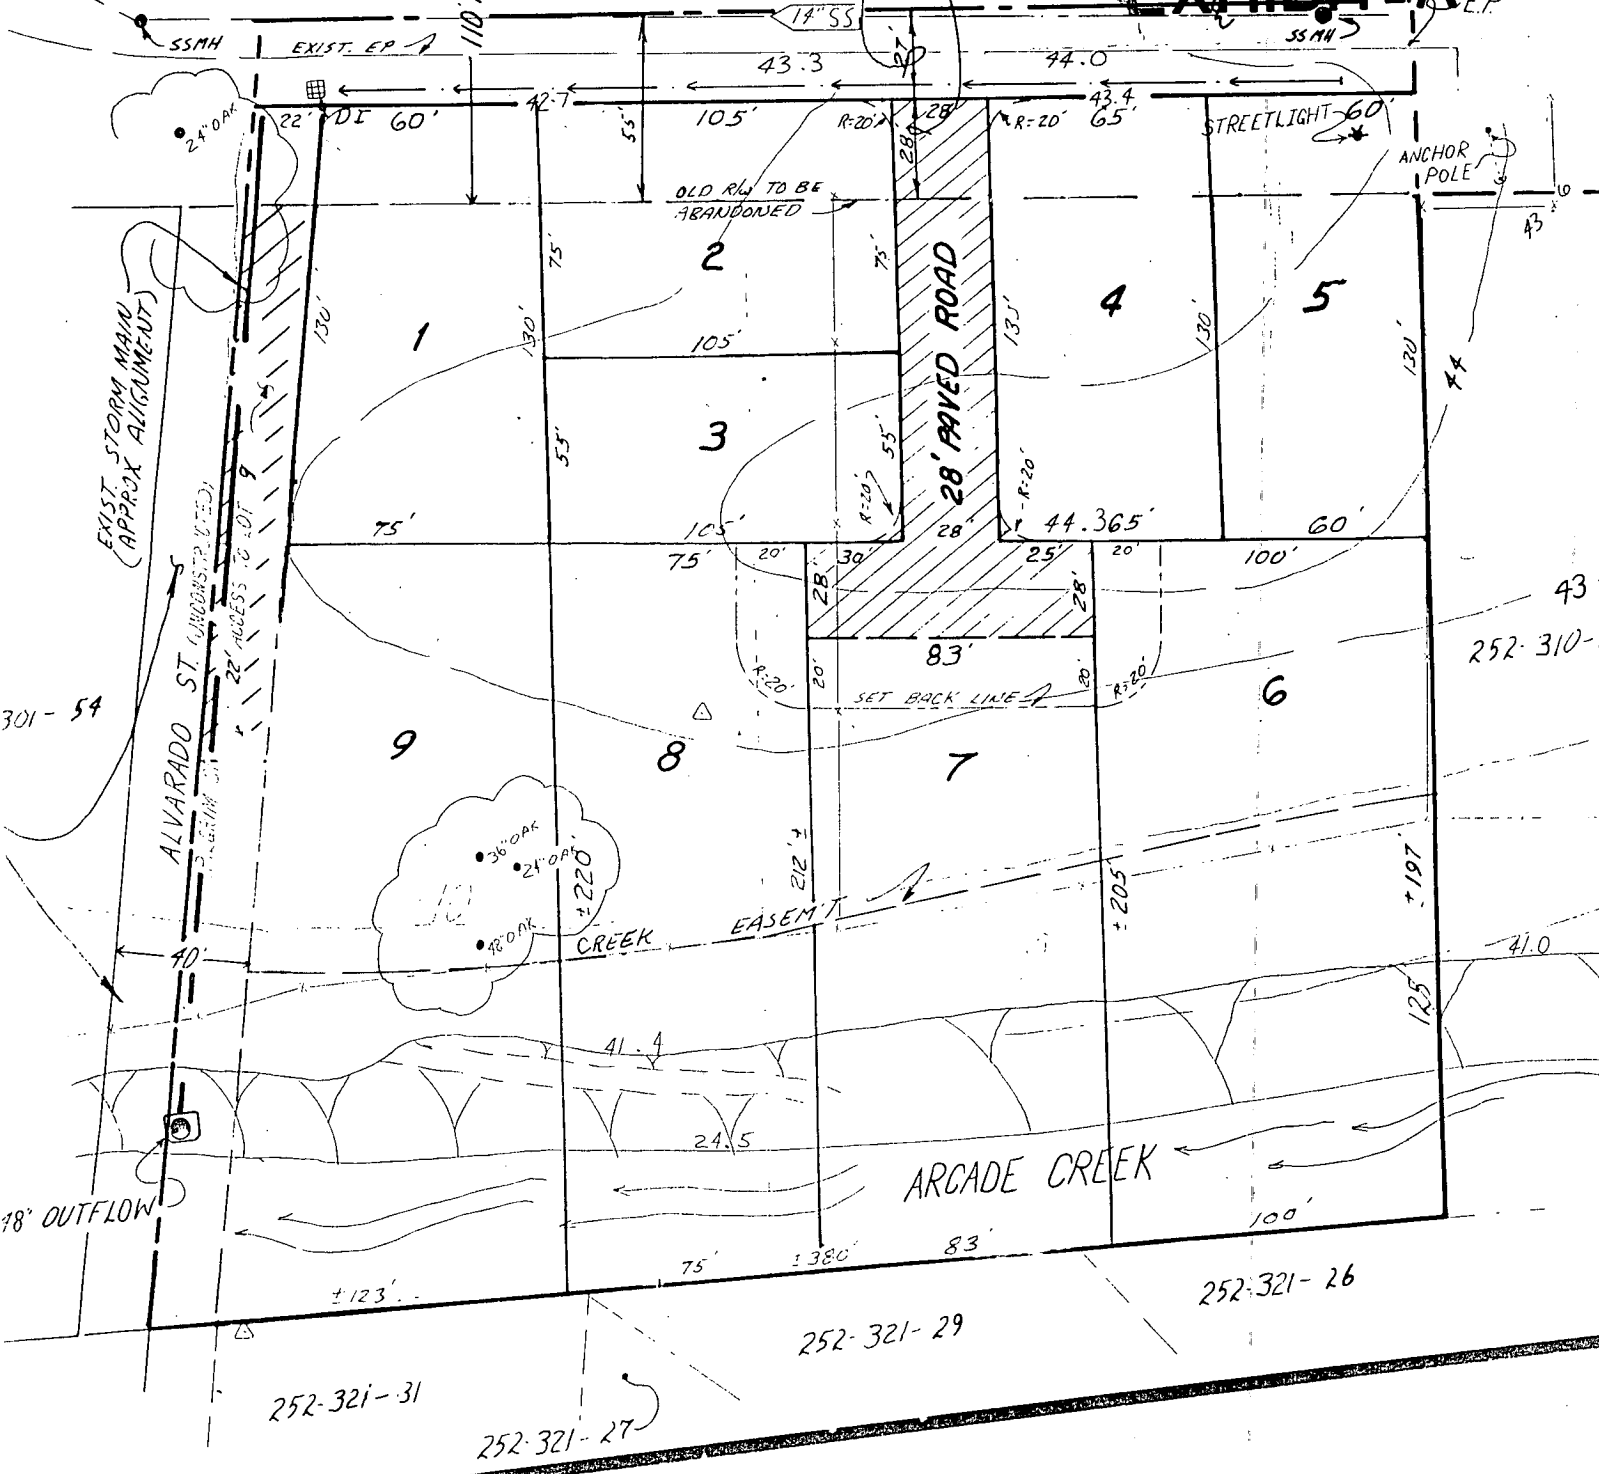 SSMH
EXIST. EP
110'
14" SS
27'
SSMH
E.P.
43.3
44.0
24" OAK
22'
DI
60'
42.7
55'
105'
R=20'
28'
28'
R=20'
43.4
65'
STREETLIGHT
60'
ANCHOR
POLE
43
OLD R/W TO BE
ABANDONED
EXIST. STORM MAIN
(APPROX ALIGNMENT)
130'
1
130'
75'
2
75'
105'
28' PAVED ROAD
135'
4
130'
5
130'
44
55'
3
55'
R=20'
R=20'
75'
105'
28'
44.3
65'
60'
75'
20'
30'
25'
20'
100'
28'
28'
83'
43
252-310-
ALVARADO ST. (UNCONSTRUCTED)
22' ACCESS TO LOT 9
301-54
R=20'
20'
SET BACK LINE
20'
R=20'
6
9
8
7
36" OAK
24" OAK
48" OAK
±220'
212'±
±205'
±197'
CREEK
EASEM'T
40'
41.0
125
41.4
24.5
ARCADE CREEK
OUTFLOW
±123'
75'
±380'
83'
100'
252-321-26
252-321-29
252-321-31
252-321-27